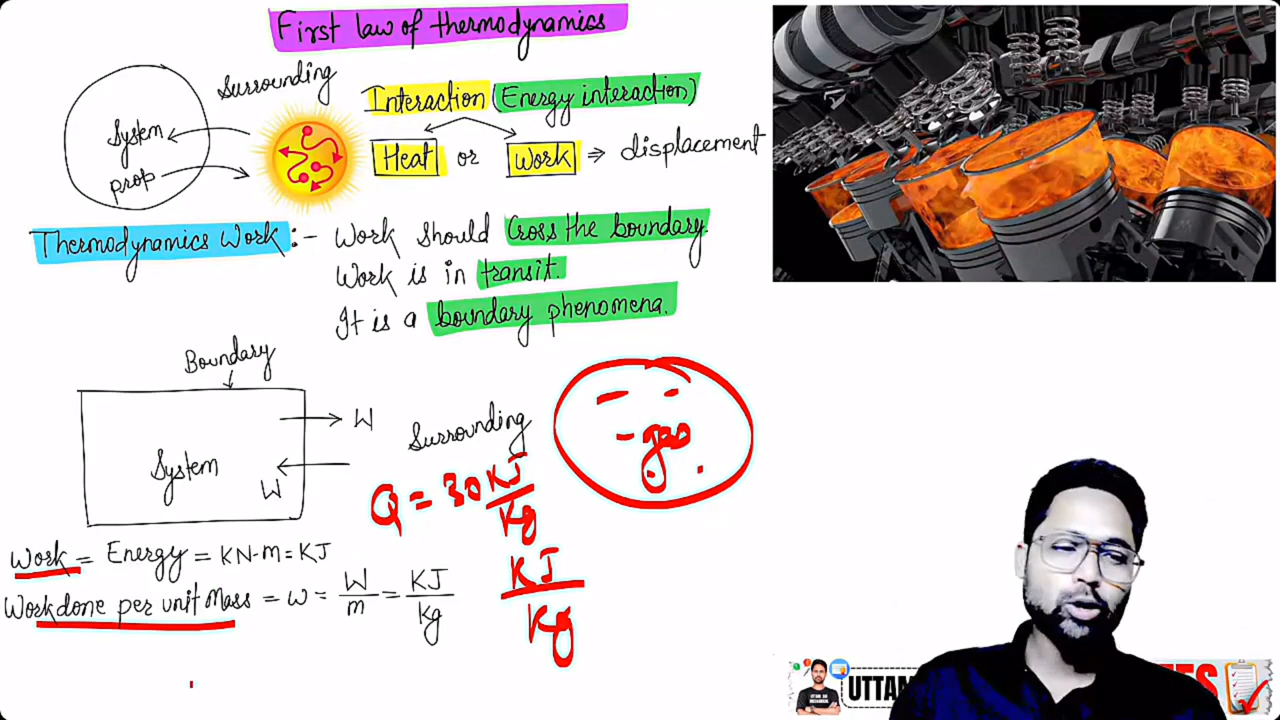 First law of thermodynamics
Surrounding
System
prop
Interaction (Energy interaction)
Heat or Work ⇒ displacement
Thermodynamics Work :- Work should Cross the boundary.
Work is in transit.
It is a boundary phenomena.
Boundary
W
Surrounding
System
W
gas
Q = 30 KJ/Kg
Work = Energy = KN-m = KJ
Workdone per unit Mass = w = W/m = KJ/kg
KJ/Kg
UTTAM